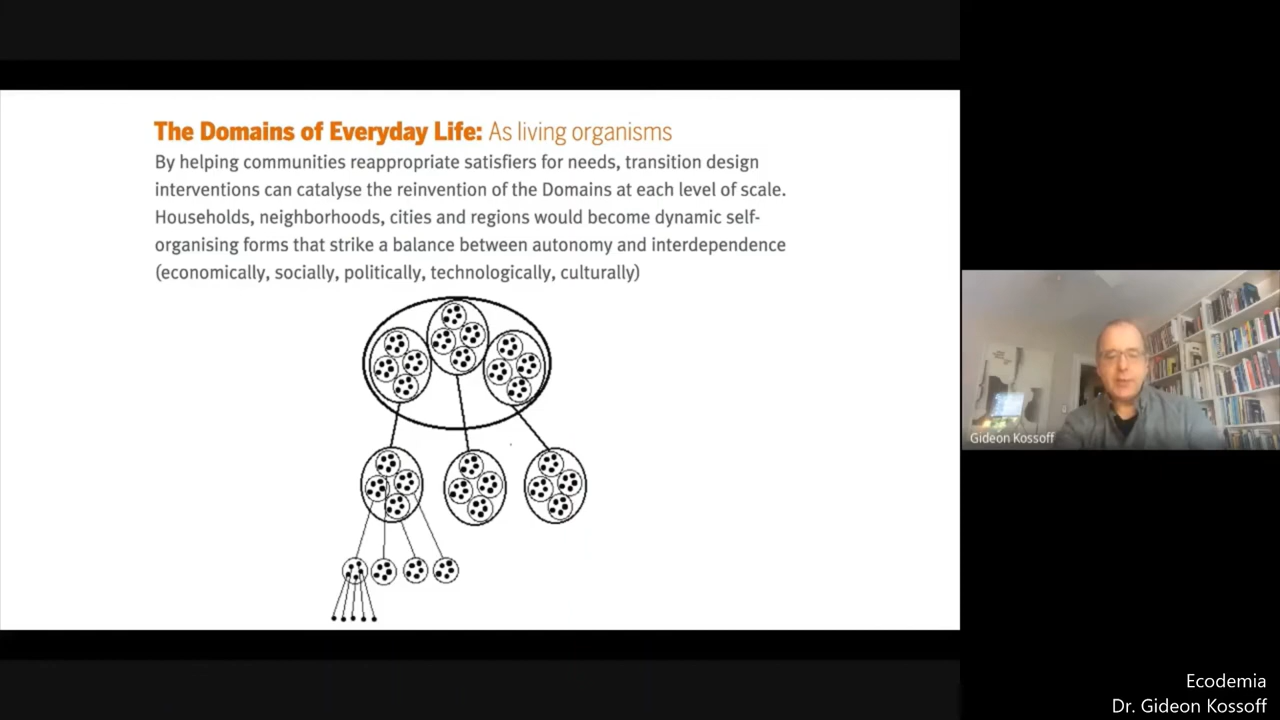 The Domains of Everyday Life: As living organisms
By helping communities reappropriate satisfiers for needs, transition design
interventions can catalyse the reinvention of the Domains at each level of scale.
Households, neighborhoods, cities and regions would become dynamic self-
organising forms that strike a balance between autonomy and interdependence
(economically, socially, politically, technologically, culturally)
Gideon Kossoff
Ecodemia
Dr. Gideon Kossoff